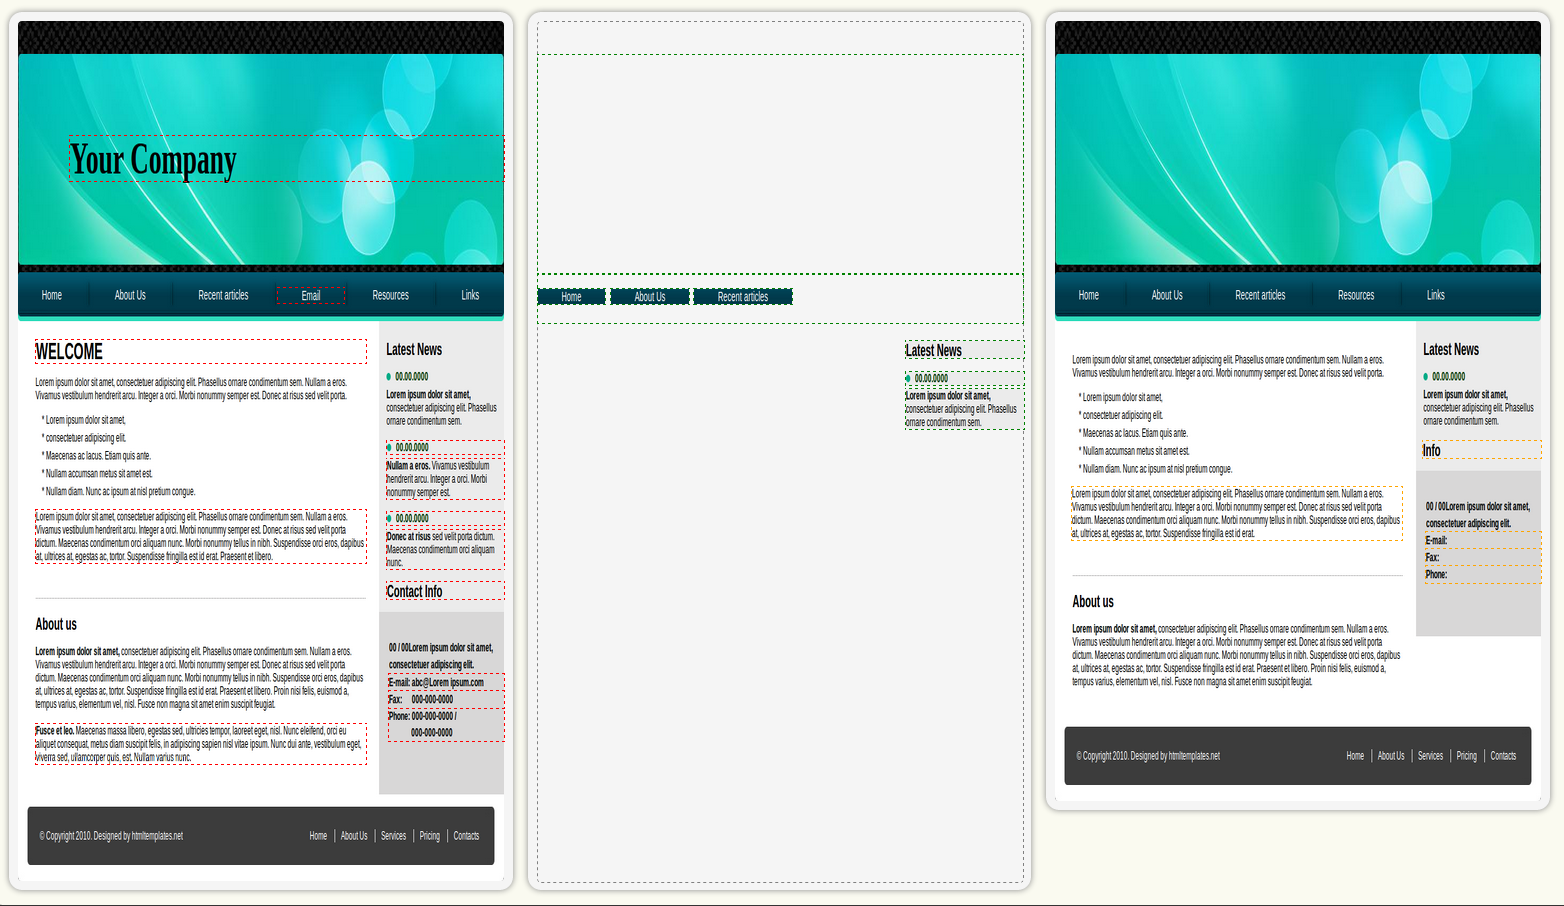 Your Company
Home About Us Recent articles Email Resources Links
WELCOME
Lorem ipsum dolor sit amet, consectetuer adipiscing elit. Phasellus ornare condimentum sem. Nullam a eros.
Vivamus vestibulum hendrerit arcu. Integer a orci. Morbi nonummy semper est. Donec at risus sed velit porta.
* Lorem ipsum dolor sit amet,
* consectetuer adipiscing elit.
* Maecenas ac lacus. Etiam quis ante.
* Nullam accumsan metus sit amet est.
* Nullam diam. Nunc ac ipsum at nisl pretium congue.
Lorem ipsum dolor sit amet, consectetuer adipiscing elit. Phasellus ornare condimentum sem. Nullam a eros.
Vivamus vestibulum hendrerit arcu. Integer a orci. Morbi nonummy semper est. Donec at risus sed velit porta
dictum. Maecenas condimentum orci aliquam nunc. Morbi nonummy tellus in nibh. Suspendisse orci eros, dapibus
at, ultrices at, egestas ac, tortor. Suspendisse fringilla est id erat. Praesent et libero.
About us
Lorem ipsum dolor sit amet, consectetuer adipiscing elit. Phasellus ornare condimentum sem. Nullam a eros.
Vivamus vestibulum hendrerit arcu. Integer a orci. Morbi nonummy semper est. Donec at risus sed velit porta
dictum. Maecenas condimentum orci aliquam nunc. Morbi nonummy tellus in nibh. Suspendisse orci eros, dapibus
at, ultrices at, egestas ac, tortor. Suspendisse fringilla est id erat. Praesent et libero. Proin nisi felis, euismod a,
tempus varius, elementum vel, nisl. Fusce non magna sit amet enim suscipit feugiat.
Fusce et leo. Maecenas massa libero, egestas sed, ultricies tempor, laoreet eget, nisl. Nunc eleifend, orci eu
aliquet consequat, metus diam suscipit felis, in adipiscing sapien nisl vitae ipsum. Nunc dui ante, vestibulum eget,
viverra sed, ullamcorper quis, est. Nullam varius nunc.
Latest News
00.00.0000
Lorem ipsum dolor sit amet,
consectetuer adipiscing elit. Phasellus
ornare condimentum sem.
00.00.0000
Nullam a eros. Vivamus vestibulum
hendrerit arcu. Integer a orci. Morbi
nonummy semper est.
00.00.0000
Donec at risus sed velit porta dictum.
Maecenas condimentum orci aliquam
nunc.
Contact Info
00 / 00Lorem ipsum dolor sit amet,
consectetuer adipiscing elit.
E-mail: abc@Lorem ipsum.com
Fax: 000-000-0000
Phone: 000-000-0000 /
000-000-0000
© Copyright 2010. Designed by htmltemplates.net Home About Us Services Pricing Contacts
Home About Us Recent articles
Latest News
00.00.0000
Lorem ipsum dolor sit amet,
consectetuer adipiscing elit. Phasellus
ornare condimentum sem.
Home About Us Recent articles Resources Links
Lorem ipsum dolor sit amet, consectetuer adipiscing elit. Phasellus ornare condimentum sem. Nullam a eros.
Vivamus vestibulum hendrerit arcu. Integer a orci. Morbi nonummy semper est. Donec at risus sed velit porta.
* Lorem ipsum dolor sit amet,
* consectetuer adipiscing elit.
* Maecenas ac lacus. Etiam quis ante.
* Nullam accumsan metus sit amet est.
* Nullam diam. Nunc ac ipsum at nisl pretium congue.
Lorem ipsum dolor sit amet, consectetuer adipiscing elit. Phasellus ornare condimentum sem. Nullam a eros.
Vivamus vestibulum hendrerit arcu. Integer a orci. Morbi nonummy semper est. Donec at risus sed velit porta
dictum. Maecenas condimentum orci aliquam nunc. Morbi nonummy tellus in nibh. Suspendisse orci eros, dapibus
at, ultrices at, egestas ac, tortor. Suspendisse fringilla est id erat.
About us
Lorem ipsum dolor sit amet, consectetuer adipiscing elit. Phasellus ornare condimentum sem. Nullam a eros.
Vivamus vestibulum hendrerit arcu. Integer a orci. Morbi nonummy semper est. Donec at risus sed velit porta
dictum. Maecenas condimentum orci aliquam nunc. Morbi nonummy tellus in nibh. Suspendisse orci eros, dapibus
at, ultrices at, egestas ac, tortor. Suspendisse fringilla est id erat. Praesent et libero. Proin nisi felis, euismod a,
tempus varius, elementum vel, nisl. Fusce non magna sit amet enim suscipit feugiat.
Latest News
00.00.0000
Lorem ipsum dolor sit amet,
consectetuer adipiscing elit. Phasellus
ornare condimentum sem.
Info
00 / 00Lorem ipsum dolor sit amet,
consectetuer adipiscing elit.
E-mail:
Fax:
Phone:
© Copyright 2010. Designed by htmltemplates.net Home About Us Services Pricing Contacts